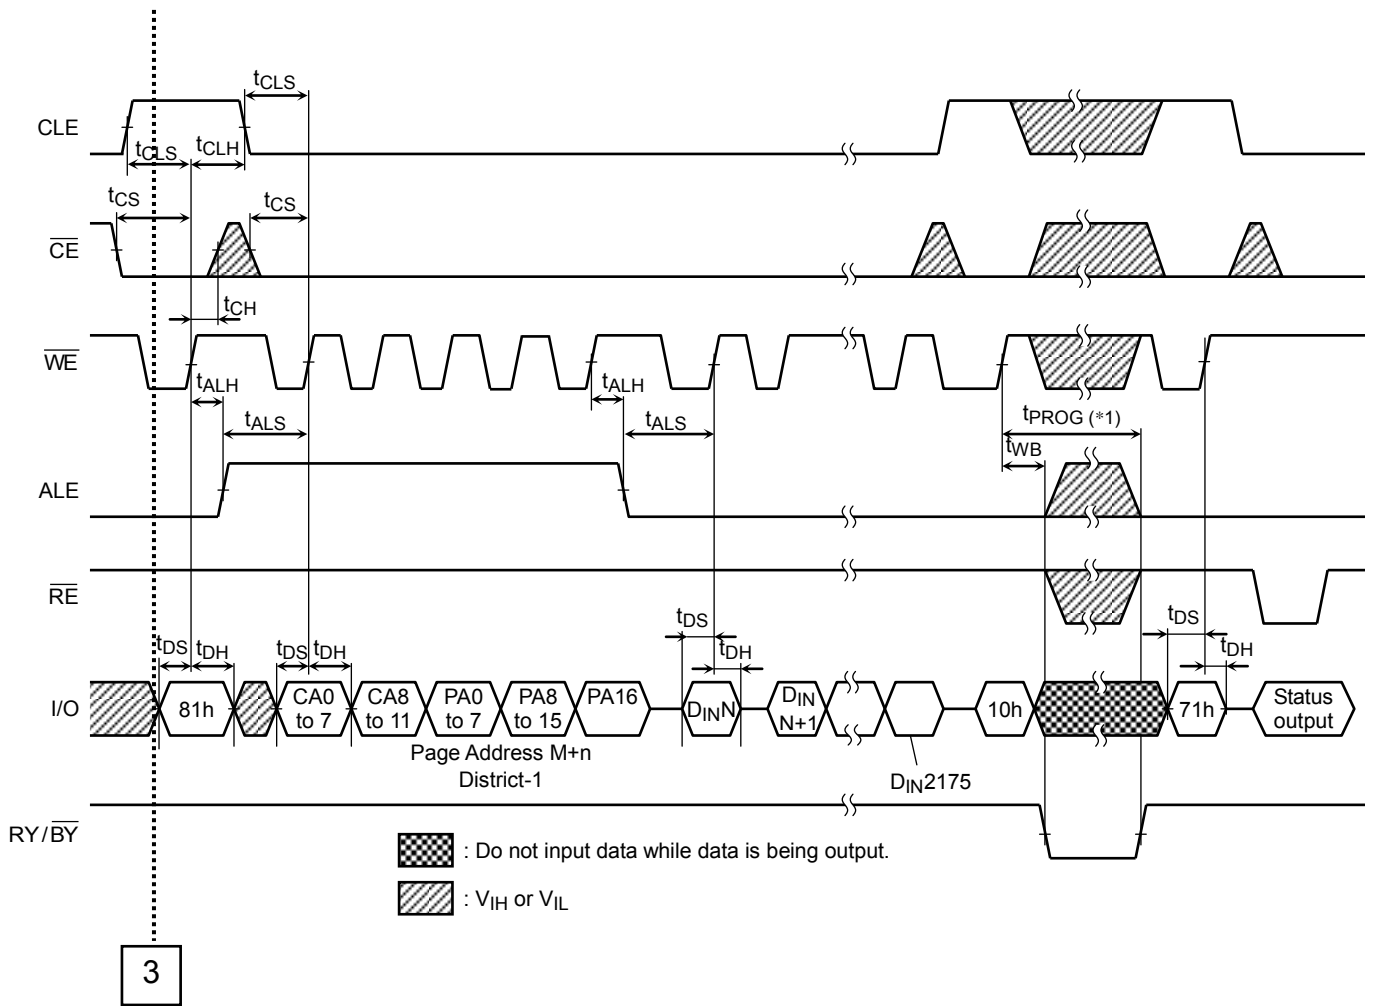 tCLS
CLE
tCLS
tCLH
tCS
tCS
CE
tCH
WE
tALH
tALH
tALS
tALS
tPROG (*1)
tWB
ALE
RE
tDS
tDH
tDS
tDH
tDS
tDH
tDS
tDH
I/O
81h
CA0
to 7
CA8
to 11
PA0
to 7
PA8
to 15
PA16
DINN
DIN
N+1
10h
71h
Status
output
Page Address M+n
District-1
DIN2175
RY/BY
: Do not input data while data is being output.
: VIH or VIL
3